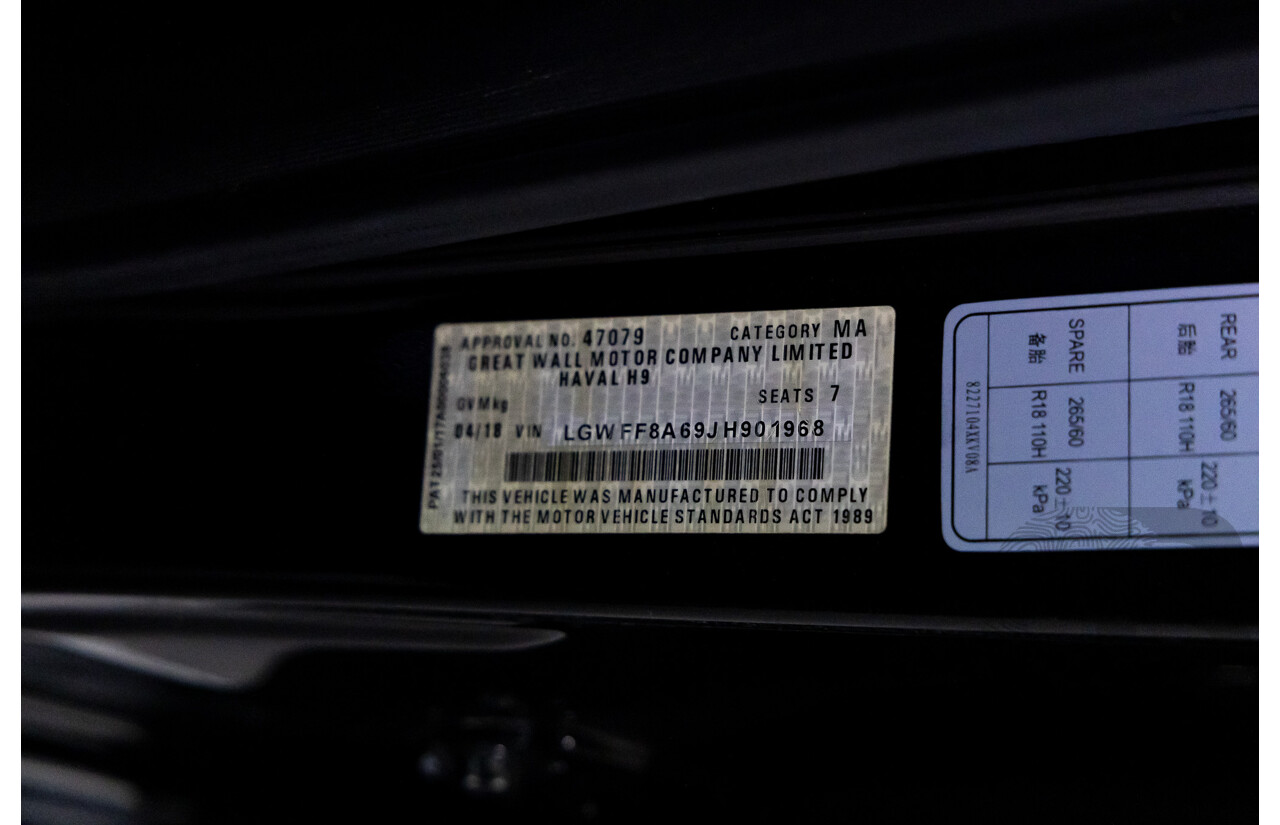 APPROVAL NO. 47079 CATEGORY MA
GREAT WALL MOTOR COMPANY LIMITED
HAVAL H9
GVM kg SEATS 7
04/18 VIN LGWFF8A69JH901968
THIS VEHICLE WAS MANUFACTURED TO COMPLY
WITH THE MOTOR VEHICLE STANDARDS ACT 1989
REAR 265/60 220±10
后胎 R18 110H kPa
SPARE 265/60 220±10
备胎 R18 110H kPa
8227104XKV08A